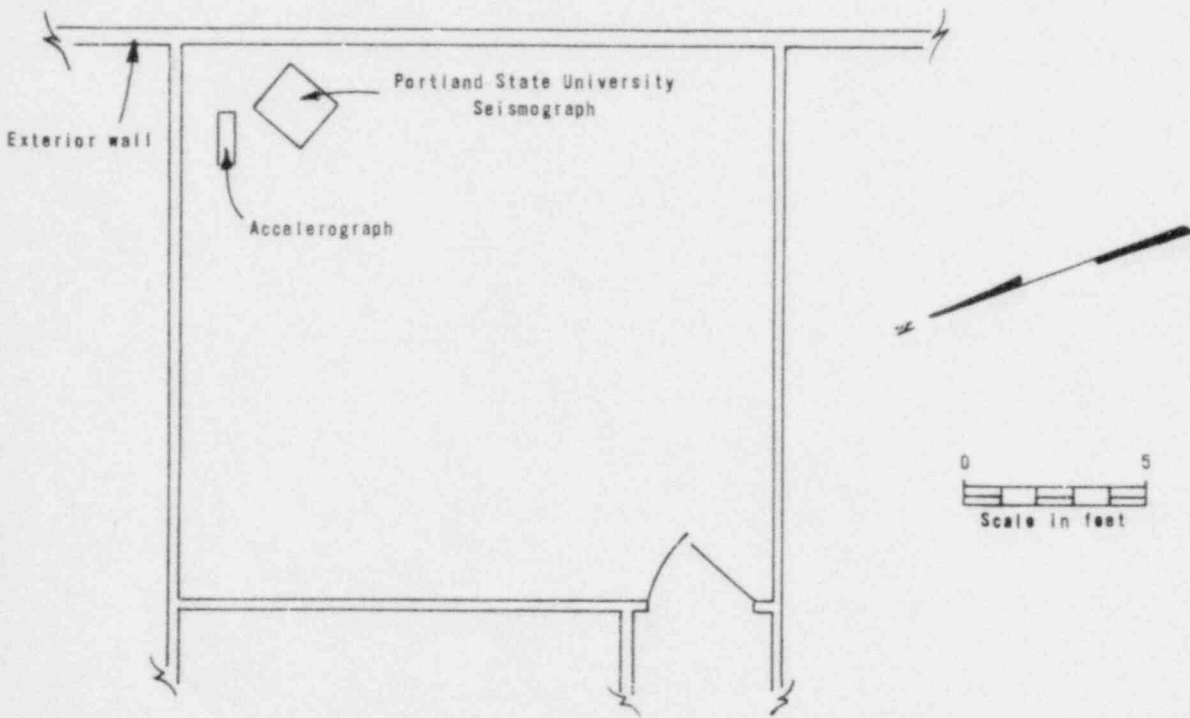 Portland State University
Seismograph
Exterior wall
Accelerograph
N
0 5
Scale in feet